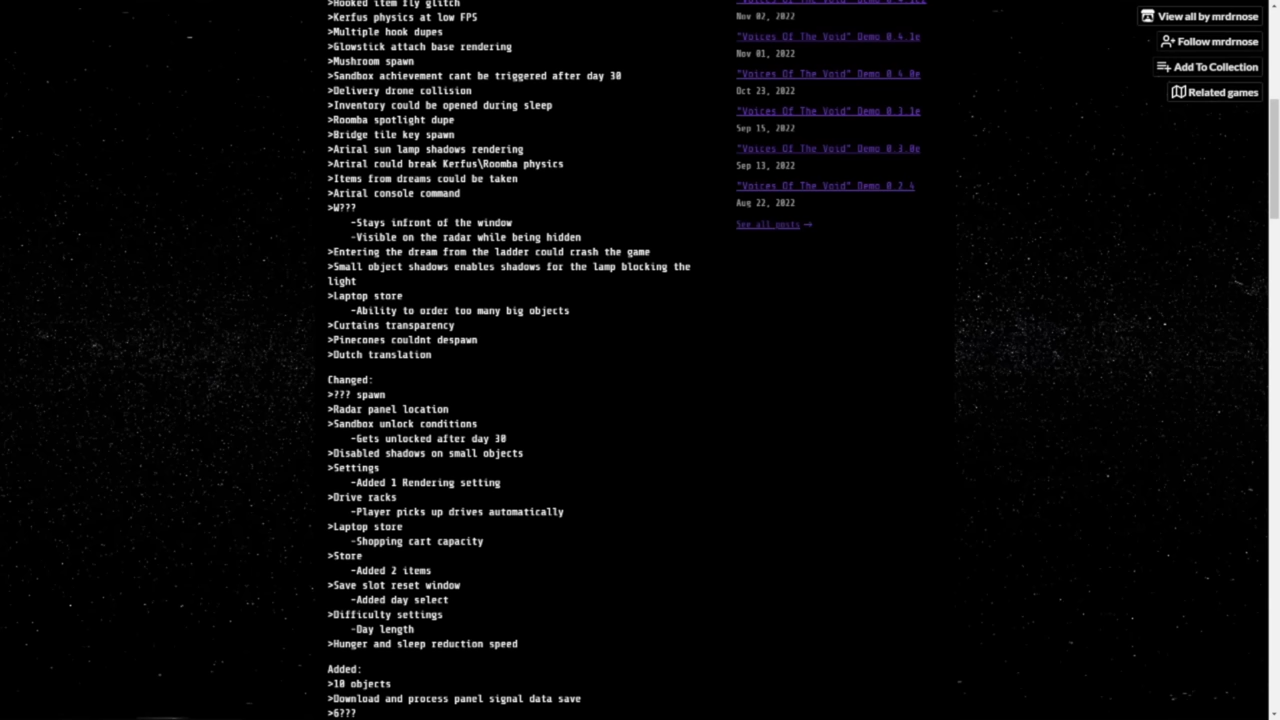 >Hooked item fly glitch
>Kerfus physics at low FPS
>Multiple hook dupes
>Glowstick attach base rendering
>Mushroom spawn
>Sandbox achievement cant be triggered after day 30
>Delivery drone collision
>Inventory could be opened during sleep
>Roomba spotlight dupe
>Bridge tile key spawn
>Ariral sun lamp shadows rendering
>Ariral could break Kerfus\Roomba physics
>Items from dreams could be taken
>Ariral console command
>W???
-Stays infront of the window
-Visible on the radar while being hidden
>Entering the dream from the ladder could crash the game
>Small object shadows enables shadows for the lamp blocking the
light
>Laptop store
-Ability to order too many big objects
>Curtains transparency
>Pinecones couldnt despawn
>Dutch translation
Changed:
>??? spawn
>Radar panel location
>Sandbox unlock conditions
-Gets unlocked after day 30
>Disabled shadows on small objects
>Settings
-Added 1 Rendering setting
>Drive racks
-Player picks up drives automatically
>Laptop store
-Shopping cart capacity
>Store
-Added 2 items
>Save slot reset window
-Added day select
>Difficulty settings
-Day length
>Hunger and sleep reduction speed
Added:
>10 objects
>Download and process panel signal data save
>6???
"Voices Of The Void" Demo
Nov 02, 2022
"Voices Of The Void" Demo 0.4.1e
Nov 01, 2022
"Voices Of The Void" Demo 0.4.0e
Oct 23, 2022
"Voices Of The Void" Demo 0.3.1e
Sep 15, 2022
"Voices Of The Void" Demo 0.3.0e
Sep 13, 2022
"Voices Of The Void" Demo 0.2.4
Aug 22, 2022
See all posts →
View all by mrdrnose
Follow mrdrnose
Add To Collection
Related games